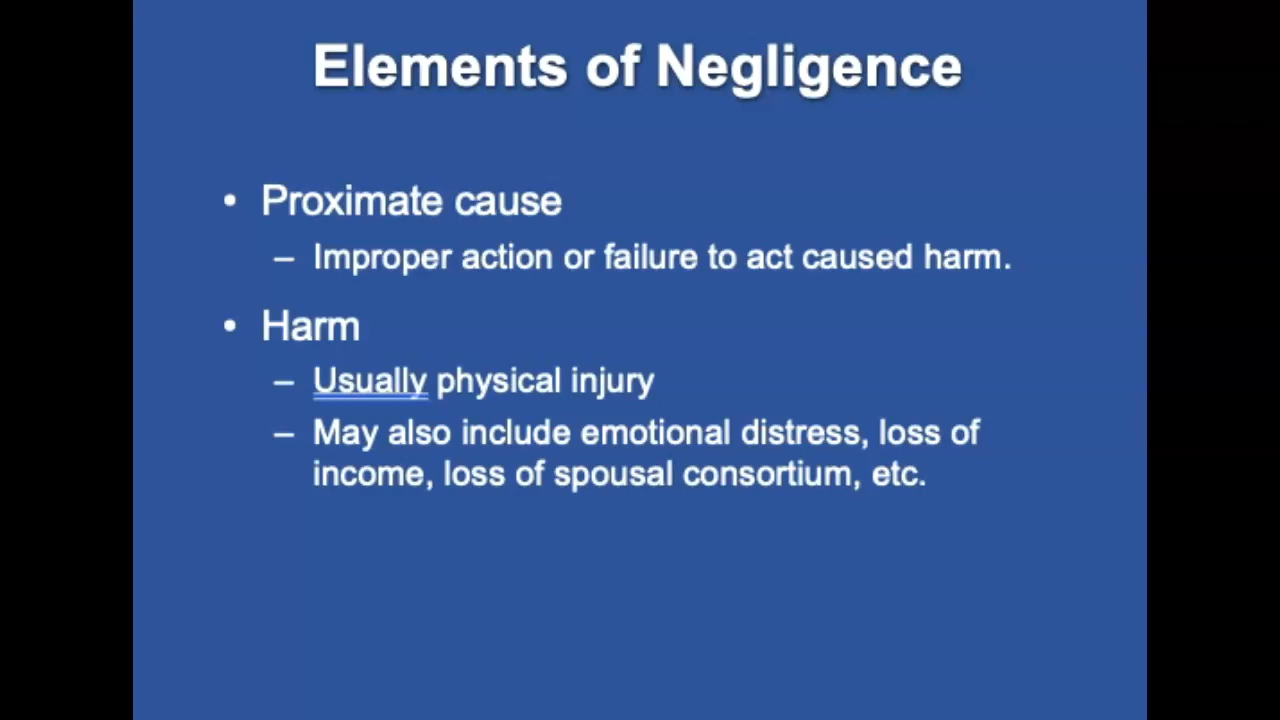 Elements of Negligence
• Proximate cause
– Improper action or failure to act caused harm.
• Harm
– Usually physical injury
– May also include emotional distress, loss of
income, loss of spousal consortium, etc.